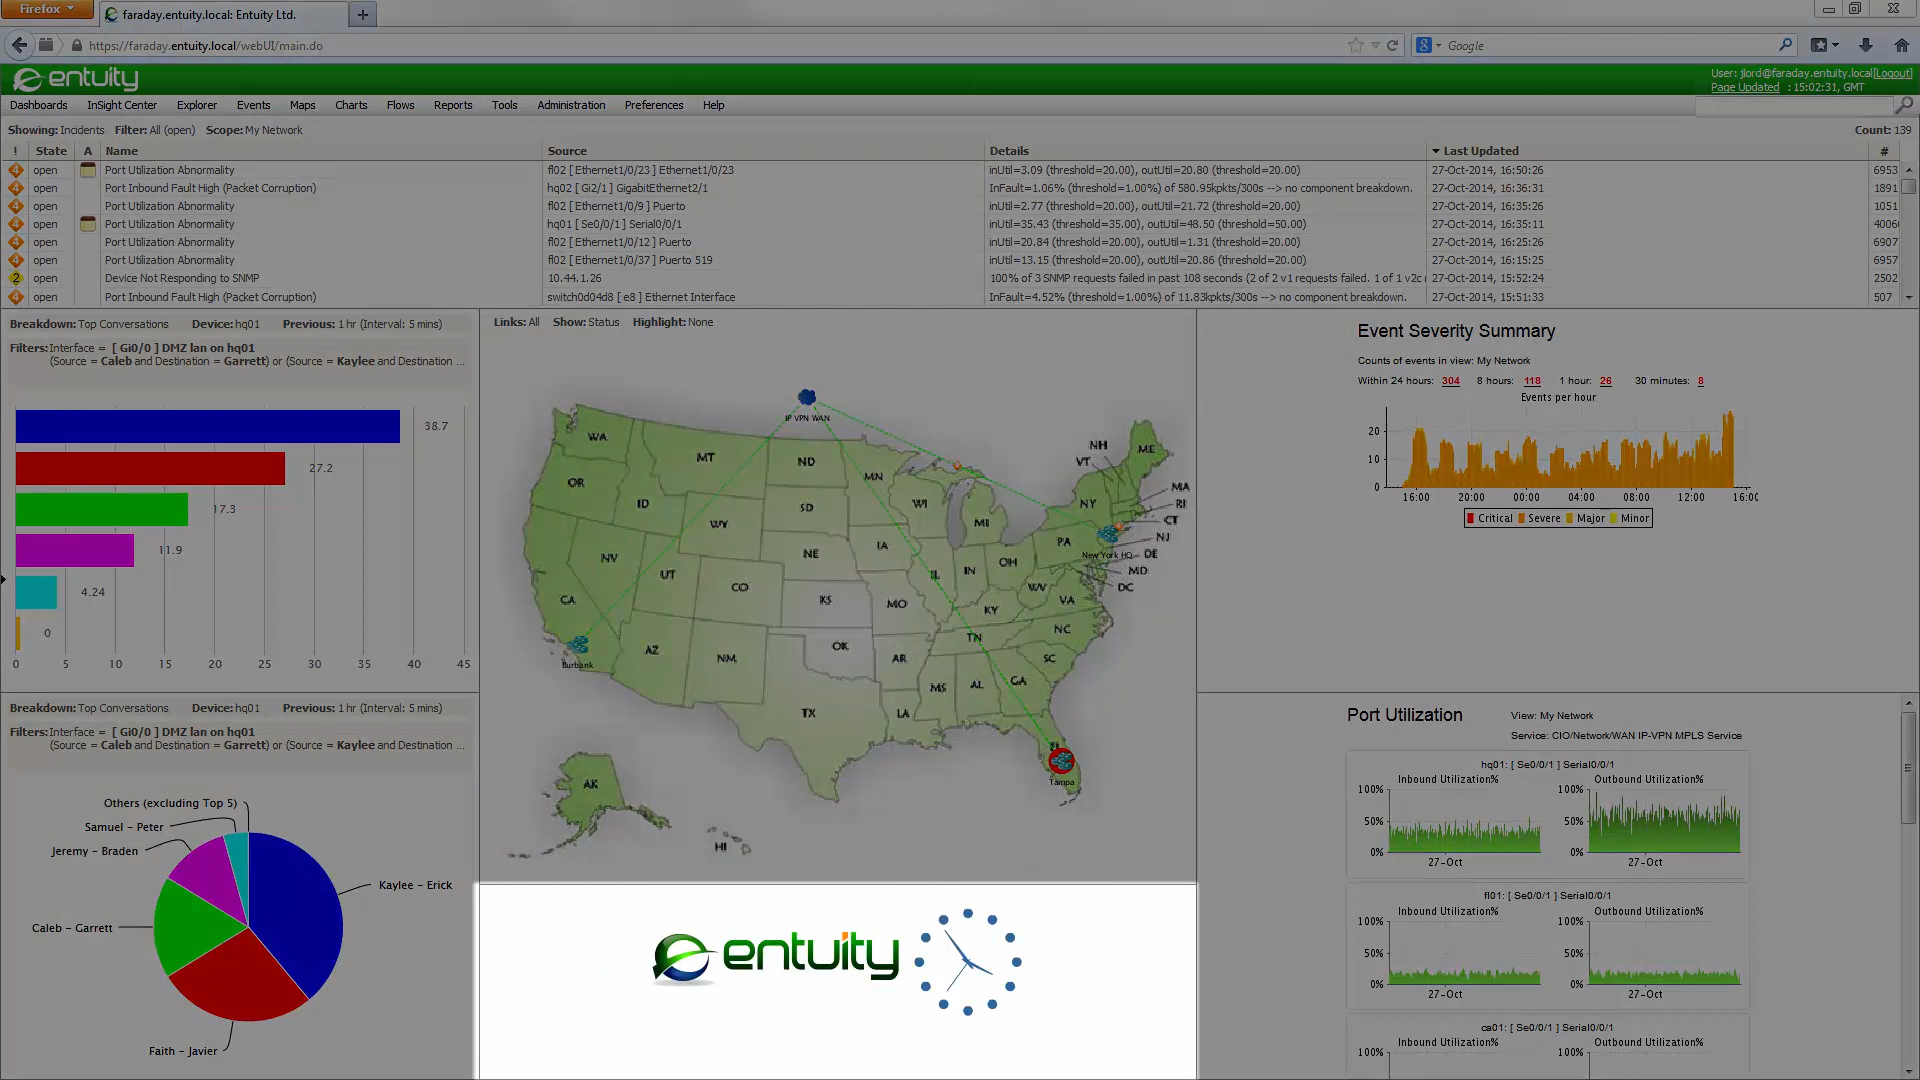 Firefox
faraday.entuity.local: Entuity Ltd.
https://faraday.entuity.local/webUI/main.do
Google
entuity
User: jlord@faraday.entuity.local[Logout]
Page Updated : 15:02:31, GMT
Dashboards InSight Center Explorer Events Maps Charts Flows Reports Tools Administration Preferences Help
Showing: Incidents Filter: All (open) Scope: My Network Count: 139
! State A Name Source Details Last Updated #
4 open Port Utilization Abnormality fl02 [ Ethernet1/0/23 ] Ethernet1/0/23 inUtil=3.09 (threshold=20.00), outUtil=20.80 (threshold=20.00) 27-Oct-2014, 16:50:26 6953
4 open Port Inbound Fault High (Packet Corruption) hq02 [ Gi2/1 ] GigabitEthernet2/1 InFault=1.06% (threshold=1.00%) of 580.95kpkts/300s --> no component breakdown. 27-Oct-2014, 16:36:31 1891
4 open Port Utilization Abnormality fl02 [ Ethernet1/0/9 ] Puerto inUtil=2.77 (threshold=20.00), outUtil=21.72 (threshold=20.00) 27-Oct-2014, 16:35:26 1051
4 open Port Utilization Abnormality hq01 [ Se0/0/1 ] Serial0/0/1 inUtil=35.43 (threshold=35.00), outUtil=48.50 (threshold=50.00) 27-Oct-2014, 16:35:11 4006
4 open Port Utilization Abnormality fl02 [ Ethernet1/0/12 ] Puerto inUtil=20.84 (threshold=20.00), outUtil=1.31 (threshold=20.00) 27-Oct-2014, 16:25:26 6907
4 open Port Utilization Abnormality fl02 [ Ethernet1/0/37 ] Puerto 519 inUtil=13.15 (threshold=20.00), outUtil=20.86 (threshold=20.00) 27-Oct-2014, 16:15:25 6957
2 open Device Not Responding to SNMP 10.44.1.26 100% of 3 SNMP requests failed in past 108 seconds (2 of 2 v1 requests failed. 1 of 1 v2c r 27-Oct-2014, 15:52:24 2502
4 open Port Inbound Fault High (Packet Corruption) switch0d04d8 [ e8 ] Ethernet Interface InFault=4.52% (threshold=1.00%) of 11.83kpkts/300s --> no component breakdown. 27-Oct-2014, 15:51:33 507
Breakdown: Top Conversations Device: hq01 Previous: 1 hr (Interval: 5 mins)
Filters: Interface = [ Gi0/0 ] DMZ lan on hq01
(Source = Caleb and Destination = Garrett) or (Source = Kaylee and Destination ...
38.7
27.2
17.3
11.9
4.24
0
0 5 10 15 20 25 30 35 40 45
Breakdown: Top Conversations Device: hq01 Previous: 1 hr (Interval: 5 mins)
Filters: Interface = [ Gi0/0 ] DMZ lan on hq01
(Source = Caleb and Destination = Garrett) or (Source = Kaylee and Destination ...
Others (excluding Top 5)
Samuel - Peter
Jeremy - Braden
Kaylee - Erick
Caleb - Garrett
Faith - Javier
Links: All Show: Status Highlight: None
IP VPN WAN
WA MT ND MN NH VT ME
OR ID WY SD WI MI NY MA RI CT
NV UT CO NE IA IL IN OH PA NJ DE MD DC
New York HQ
CA KS MO KY WV VA
AZ NM OK AR TN NC SC
Burbank
TX LA MS AL GA
FL
Tampa
AK
HI
entuity
Event Severity Summary
Counts of events in view: My Network
Within 24 hours: 304 8 hours: 118 1 hour: 26 30 minutes: 8
Events per hour
20
10
0
16:00 20:00 00:00 04:00 08:00 12:00 16:00
Critical Severe Major Minor
Port Utilization View: My Network
Service: CIO/Network/WAN IP-VPN MPLS Service
hq01: [ Se0/0/1 ] Serial0/0/1
Inbound Utilization% Outbound Utilization%
100% 100%
50% 50%
0% 0%
27-Oct 27-Oct
fl01: [ Se0/0/1 ] Serial0/0/1
Inbound Utilization% Outbound Utilization%
100% 100%
50% 50%
0% 0%
27-Oct 27-Oct
ca01: [ Se0/0/1 ] Serial0/0/1
Inbound Utilization% Outbound Utilization%
100% 100%